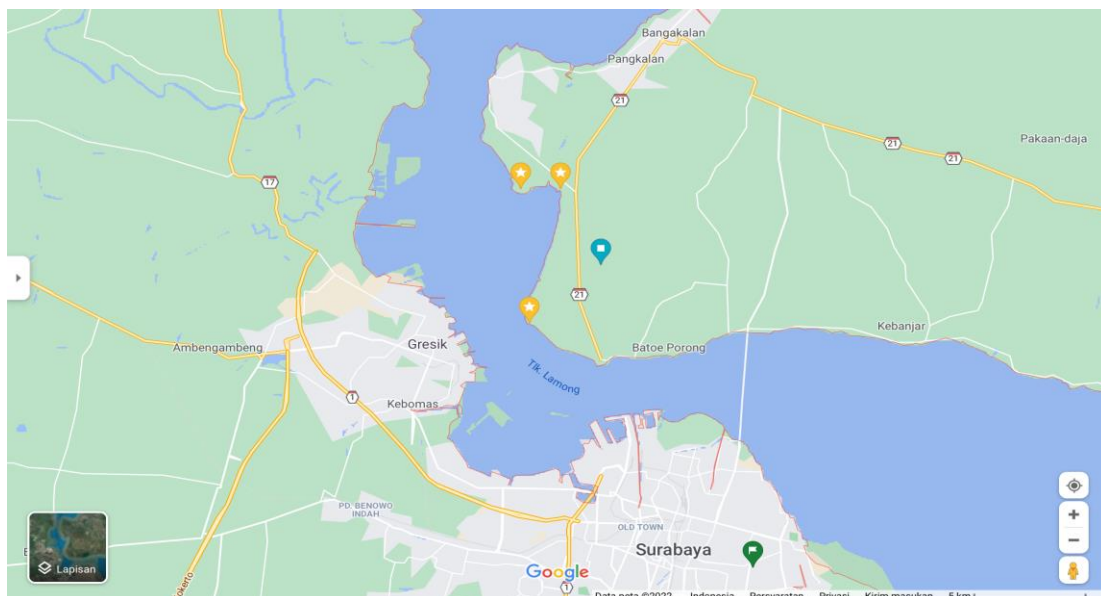 Bangakalan
Pangkalan
21
21
Pakaan-daja
21
17
21
Kebanjar
Ambengambeng
Gresik
Batoe Porong
Tlk. Lamong
1
Kebomas
PD. BENOWO
INDAH
OLD TOWN
Surabaya
Lapisan
okerto
Google
1
Data peta ©2022 Indonesia Persyaratan Privasi Kirim masukan 5 km